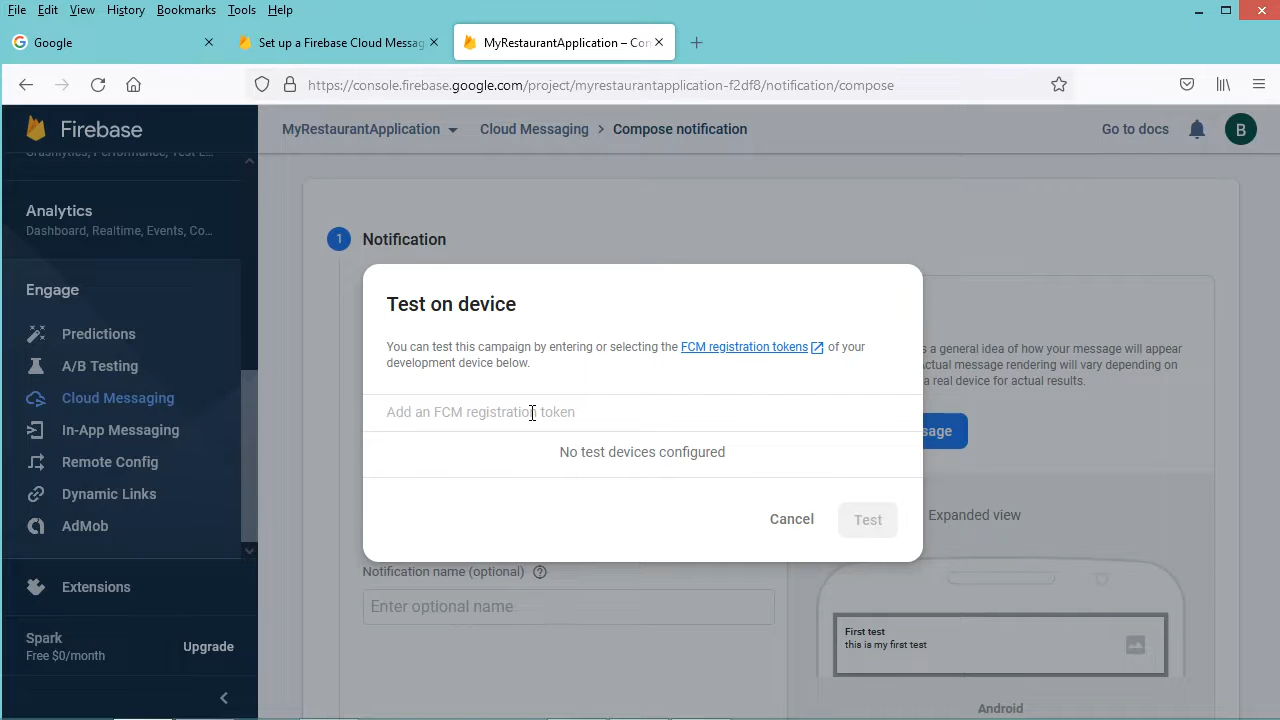 File Edit View History Bookmarks Tools Help
Google
Set up a Firebase Cloud Messag
MyRestaurantApplication – Con
https://console.firebase.google.com/project/myrestaurantapplication-f2df8/notification/compose
Firebase
MyRestaurantApplication
Cloud Messaging > Compose notification
Go to docs
B
Crashlytics, Performance, Test L...
Analytics
Dashboard, Realtime, Events, Co...
Engage
Predictions
A/B Testing
Cloud Messaging
In-App Messaging
Remote Config
Dynamic Links
AdMob
Extensions
Spark
Free $0/month
Upgrade
1 Notification
Test on device
You can test this campaign by entering or selecting the FCM registration tokens of your
development device below.
Add an FCM registration token
No test devices configured
Cancel
Test
s a general idea of how your message will appear
ctual message rendering will vary depending on
a real device for actual results.
sage
Expanded view
Notification name (optional)
Enter optional name
First test
this is my first test
Android